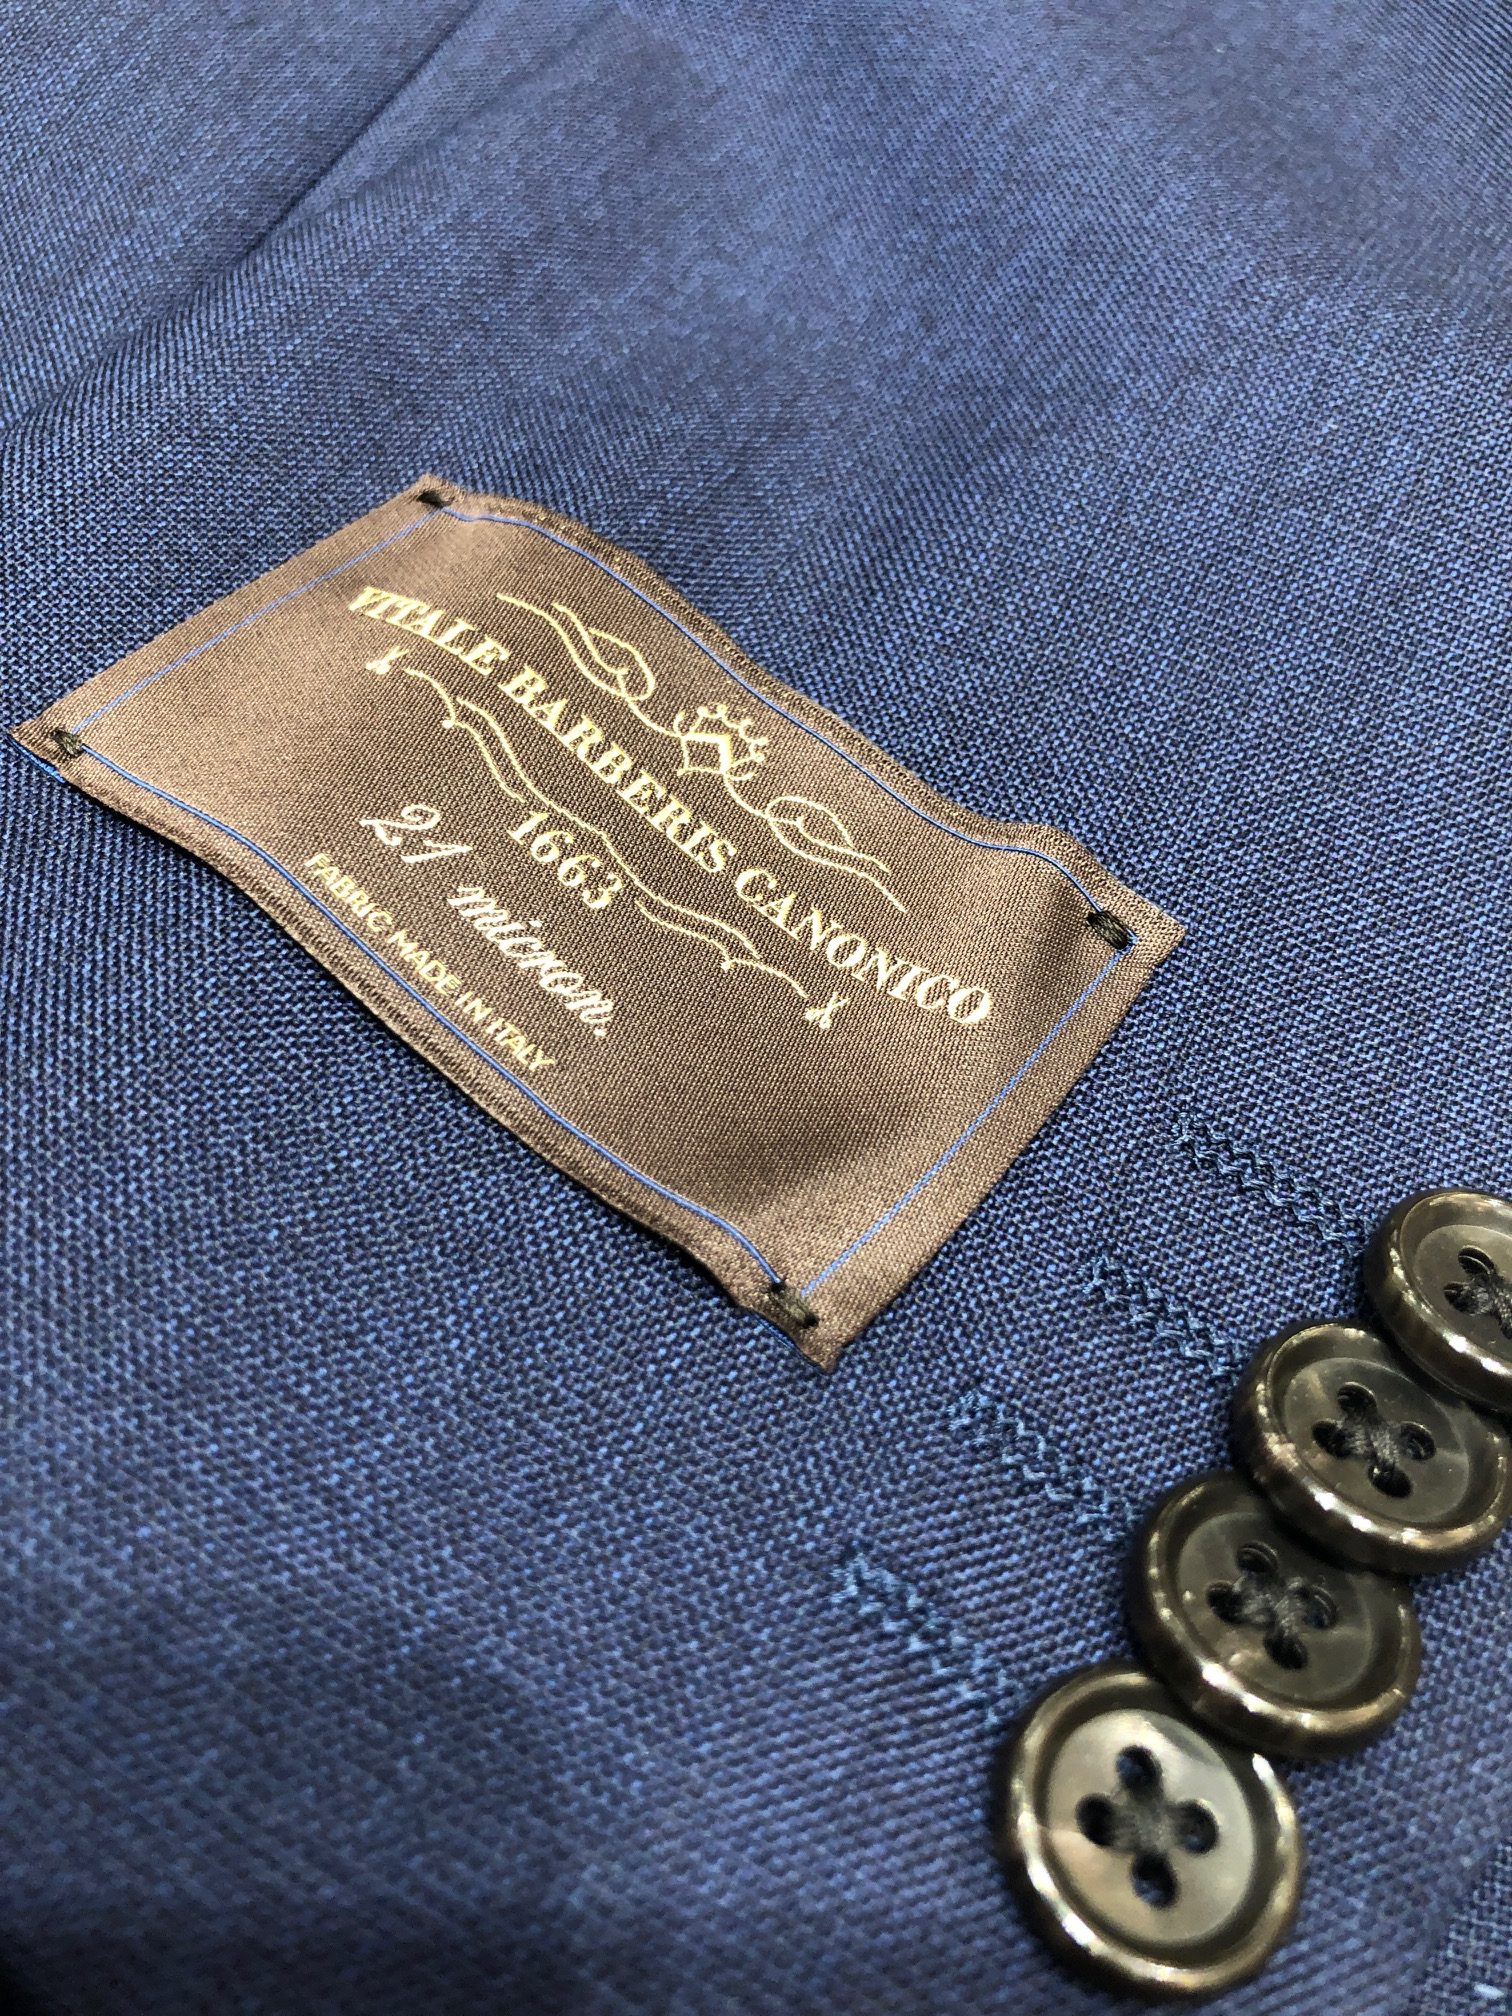 VITALE BARBERIS CANONICO
1663
21 micron.
FABRIC MADE IN ITALY